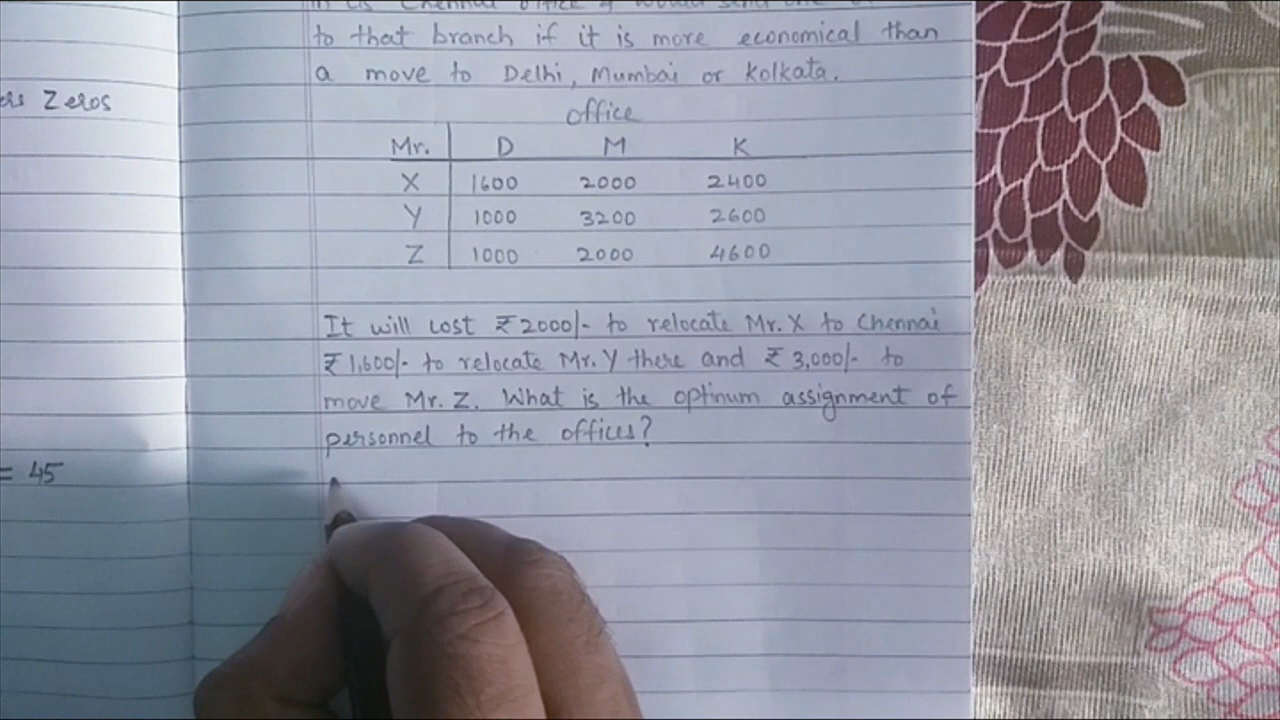 to that branch if it is more economical than
a move to Delhi, Mumbai or Kolkata.
Zeros
office
Mr. D M K
X 1600 2000 2400
Y 1000 3200 2600
Z 1000 2000 4600
It will cost ₹2000/- to relocate Mr. X to Chennai
₹1,600/- to relocate Mr. Y there and ₹3,000/- to
move Mr. Z. What is the optinum assignment of
personnel to the offices?
= 45